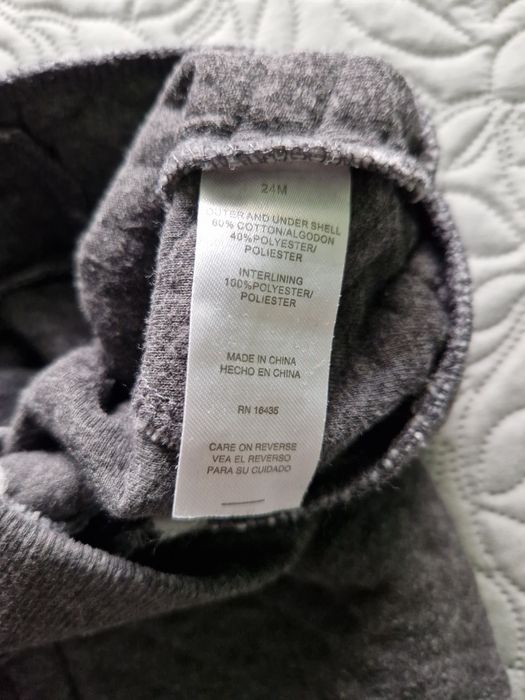 24M
OUTER AND UNDER SHELL
60% COTTON/ALGODON
40%POLYESTER/
POLIESTER
INTERLINING
100%POLYESTER/
POLIESTER
MADE IN CHINA
HECHO EN CHINA
RN 16435
CARE ON REVERSE
VEA EL REVERSO
PARA SU CUIDADO